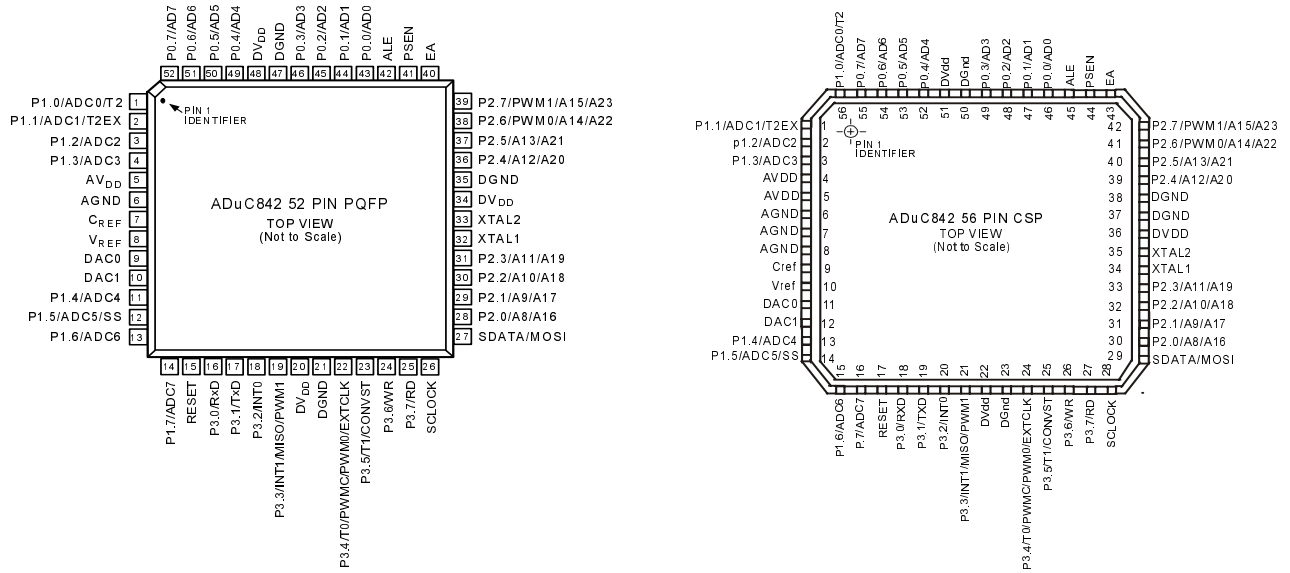 P0.7/AD7
P0.6/AD6
P0.5/AD5
P0.4/AD4
DVDD
DGND
P0.3/AD3
P0.2/AD2
P0.1/AD1
P0.0/AD0
ALE
PSEN
EA
52 51 50 49 48 47 46 45 44 43 42 41 40
P1.0/ADC0/T2 1
P1.1/ADC1/T2EX 2
P1.2/ADC2 3
P1.3/ADC3 4
AVDD 5
AGND 6
CREF 7
VREF 8
DAC0 9
DAC1 10
P1.4/ADC4 11
P1.5/ADC5/SS 12
P1.6/ADC6 13
PIN 1
IDENTIFIER
ADuC842 52 PIN PQFP
TOP VIEW
(Not to Scale)
39 P2.7/PWM1/A15/A23
38 P2.6/PWM0/A14/A22
37 P2.5/A13/A21
36 P2.4/A12/A20
35 DGND
34 DVDD
33 XTAL2
32 XTAL1
31 P2.3/A11/A19
30 P2.2/A10/A18
29 P2.1/A9/A17
28 P2.0/A8/A16
27 SDATA/MOSI
14 15 16 17 18 19 20 21 22 23 24 25 26
P1.7/ADC7
RESET
P3.0/RxD
P3.1/TxD
P3.2/INT0
P3.3/INT1/MISO/PWM1
DVDD
DGND
P3.4/T0/PWMC/PWM0/EXTCLK
P3.5/T1/CONVST
P3.6/WR
P3.7/RD
SCLOCK
P1.0/ADC0/T2
P0.7/AD7
P0.6/AD6
P0.5/AD5
P0.4/AD4
DVdd
DGnd
P0.3/AD3
P0.2/AD2
P0.1/AD1
P0.0/AD0
ALE
PSEN
EA
56 55 54 53 52 51 50 49 48 47 46 45 44 43
P1.1/ADC1/T2EX 1
p1.2/ADC2 2
P1.3/ADC3 3
AVDD 4
AVDD 5
AGND 6
AGND 7
AGND 8
Cref 9
Vref 10
DAC0 11
DAC1 12
P1.4/ADC4 13
P1.5/ADC5/SS 14
PIN 1
IDENTIFIER
ADuC842 56 PIN CSP
TOP VIEW
(Not to Scale)
42 P2.7/PWM1/A15/A23
41 P2.6/PWM0/A14/A22
40 P2.5/A13/A21
39 P2.4/A12/A20
38 DGND
37 DGND
36 DVDD
35 XTAL2
34 XTAL1
33 P2.3/A11/A19
32 P2.2/A10/A18
31 P2.1/A9/A17
30 P2.0/A8/A16
29 SDATA/MOSI
15 16 17 18 19 20 21 22 23 24 25 26 27 28
P1.6/ADC6
P.7/ADC7
RESET
P3.0/RXD
P3.1/TXD
P3.2/INT0
P3.3/INT1/MISO/PWM1
DVdd
DGnd
P3.4/T0/PWMC/PWM0/EXTCLK
P3.5/T1/CONVST
P3.6/WR
P3.7/RD
SCLOCK